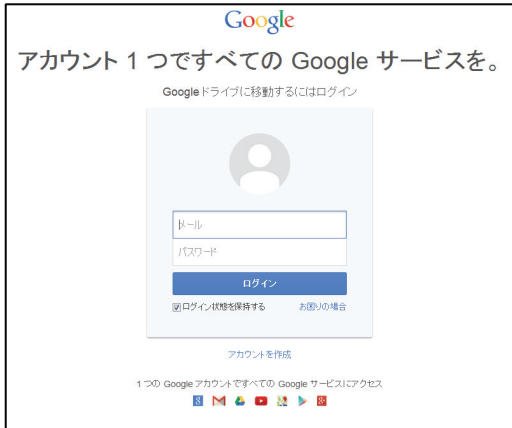 Google
アカウント 1 つですべての Google サービスを。
Googleドライブに移動するにはログイン
メール
パスワード
ログイン
ログイン状態を保持する お困りの場合
アカウントを作成
1 つの Google アカウントですべての Google サービスにアクセス